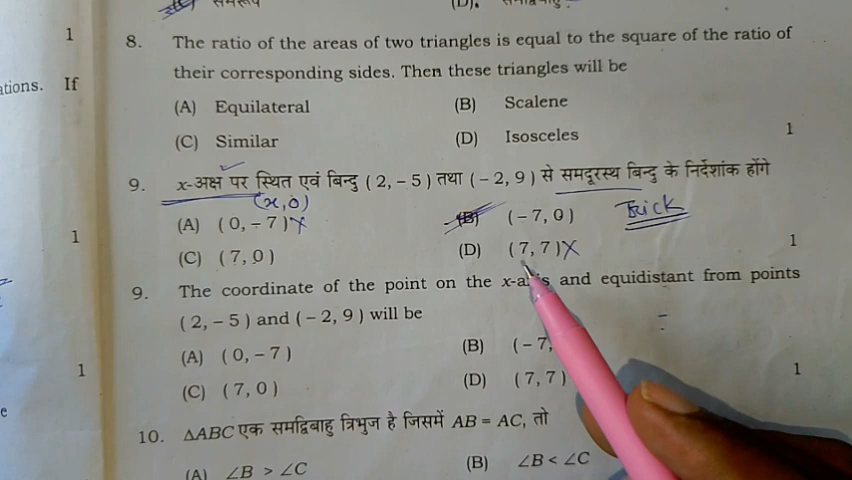 समरूप (D).
1
8. The ratio of the areas of two triangles is equal to the square of the ratio of
their corresponding sides. Then these triangles will be
ations. If
(A) Equilateral (B) Scalene
(C) Similar (D) Isosceles 1
9. x-अक्ष पर स्थित एवं बिन्दु ( 2, – 5 ) तथा ( – 2, 9 ) से समदूरस्थ बिन्दु के निर्देशांक होंगे
(x,0)
1 (A) ( 0, – 7 ) X (B) ( – 7, 0 ) Trick
(C) ( 7, 0 ) (D) ( 7, 7 ) X 1
9. The coordinate of the point on the x-axis and equidistant from points
( 2, – 5 ) and ( – 2, 9 ) will be
1 (A) ( 0, – 7 ) (B) ( – 7,
(C) ( 7, 0 ) (D) ( 7, 7 ) 1
e
10. ΔABC एक समद्विबाहु त्रिभुज है जिसमें AB = AC, तो
(A) ∠B > ∠C (B) ∠B < ∠C